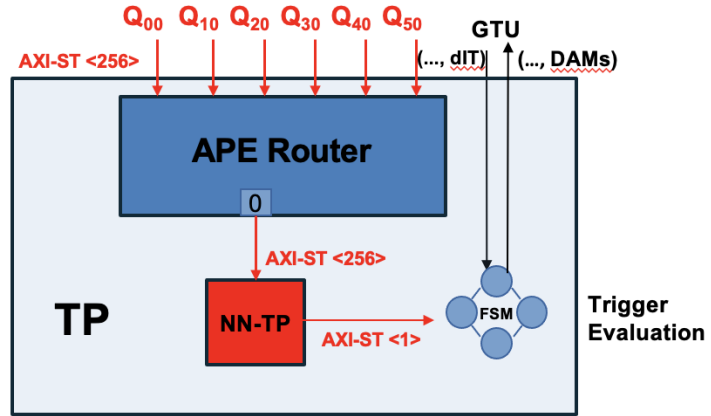 Q00 Q10 Q20 Q30 Q40 Q50
GTU
AXI-ST <256>
(..., dIT)
(..., DAMs)
APE Router
0
AXI-ST <256>
TP
NN-TP
FSM
AXI-ST <1>
Trigger
Evaluation